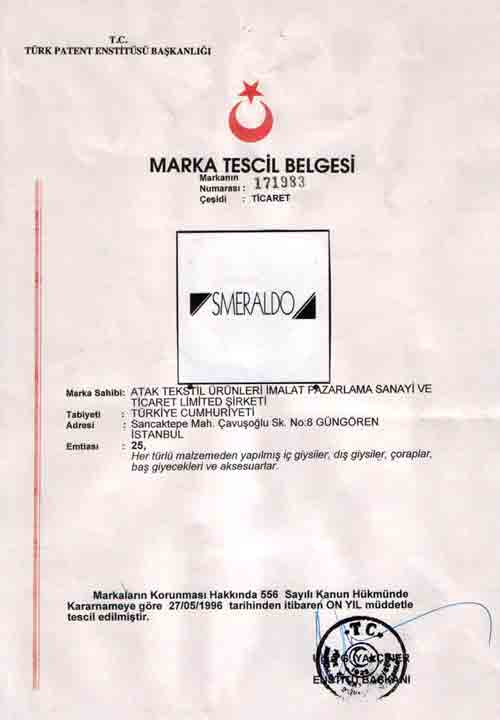 T.C.
TÜRK PATENT ENSTİTÜSÜ BAŞKANLIĞI
MARKA TESCİL BELGESİ
Markanın
Numarası : 171983
Çeşidi : TİCARET
SMERALDO
Marka Sahibi: ATAK TEKSTİL ÜRÜNLERİ İMALAT PAZARLAMA SANAYİ VE
TİCARET LİMİTED ŞİRKETİ
Tabiyeti : TÜRKİYE CUMHURİYETİ
Adresi : Sancaktepe Mah. Çavuşoğlu Sk. No:8 GÜNGÖREN
İSTANBUL
Emtiası : 25,
Her türlü malzemeden yapılmış iç giysiler, dış giysiler, çoraplar,
baş giyecekleri ve aksesuarlar.
Markaların Korunması Hakkında 556 Sayılı Kanun Hükmünde
Kararnameye göre 27/05/1996 tarihinden itibaren ON YIL müddetle
tescil edilmiştir.
T.C.
YALÇINER
ENSTİTÜ BAŞKANI